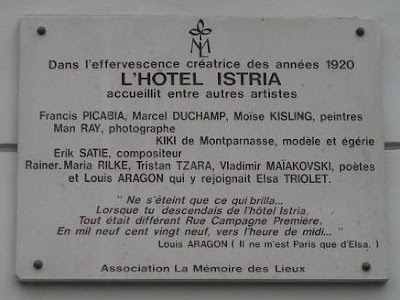 Dans l'effervescence créatrice des années 1920
L'HÔTEL ISTRIA
accueillit entre autres artistes
Francis PICABIA, Marcel DUCHAMP, Moïse KISLING, peintres
Man RAY, photographe
KIKI de Montparnasse, modèle et égérie
Erik SATIE, compositeur
Rainer.Maria RILKE, Tristan TZARA, Vladimir MAÏAKOVSKI, poètes
et Louis ARAGON qui y rejoignait Elsa TRIOLET.
" Ne s'éteint que ce qui brilla...
Lorsque tu descendais de l'hôtel Istria,
Tout était différent Rue Campagne Première,
En mil neuf cent vingt neuf, vers l'heure de midi... "
Louis ARAGON ( Il ne m'est Paris que d'Elsa. )
Association La Mémoire des Lieux